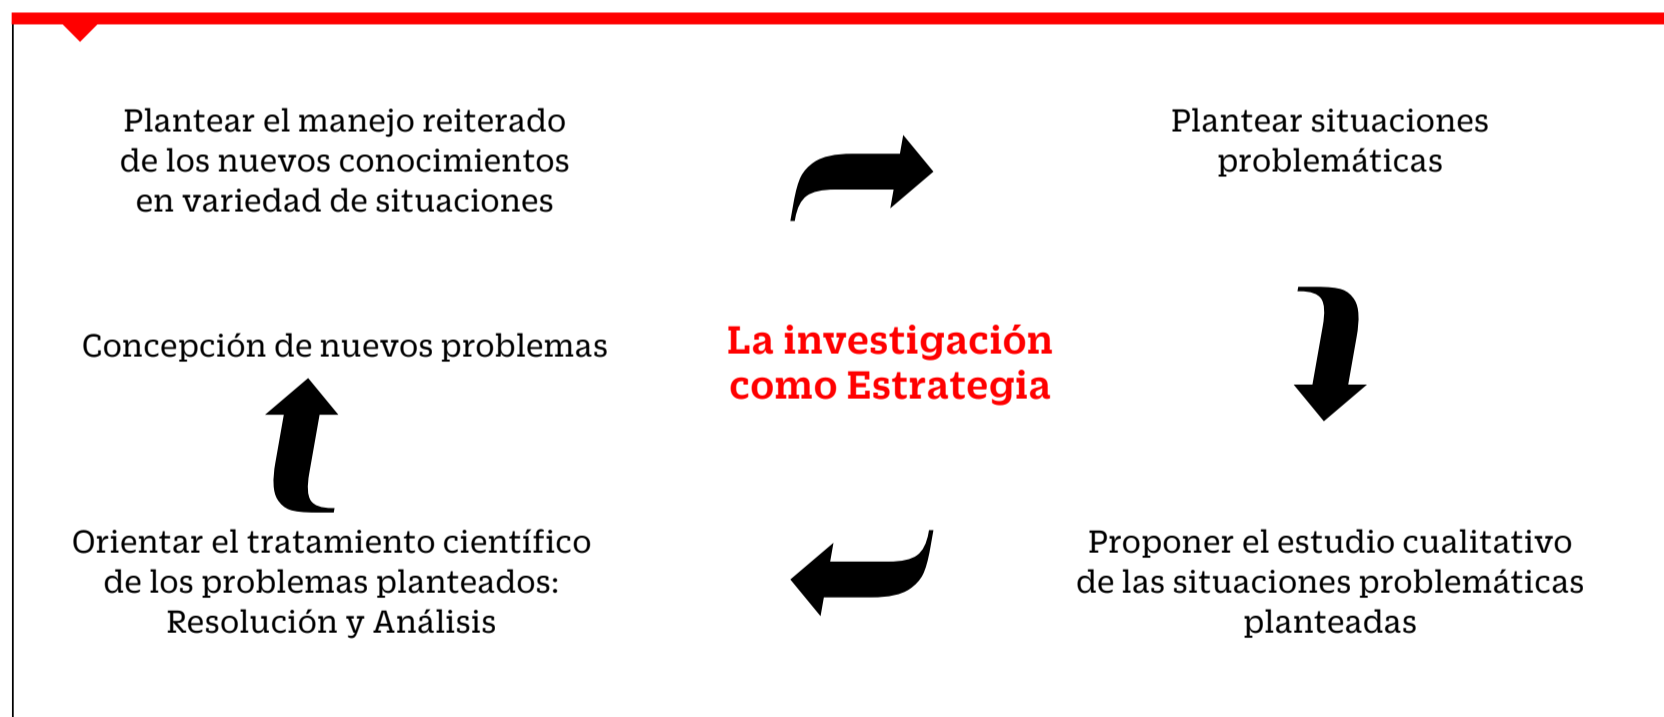 Plantear el manejo reiterado
de los nuevos conocimientos
en variedad de situaciones
Plantear situaciones
problemáticas
Concepción de nuevos problemas
La investigación
como Estrategia
Orientar el tratamiento científico
de los problemas planteados:
Resolución y Análisis
Proponer el estudio cualitativo
de las situaciones problemáticas
planteadas